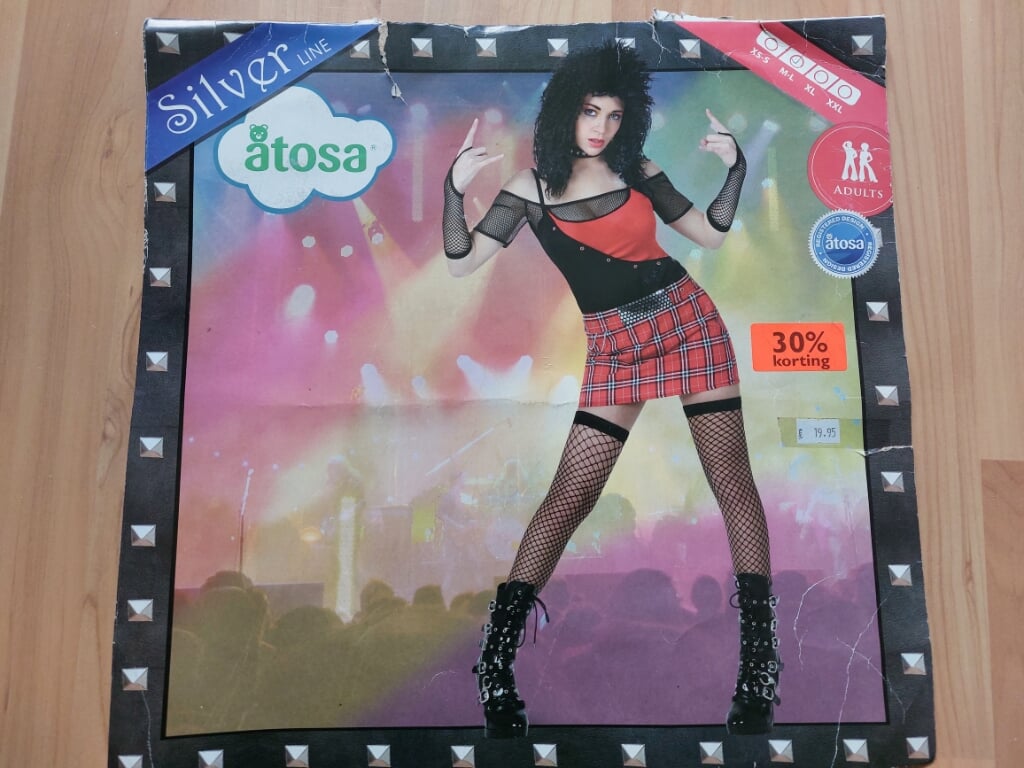 Silver LINE
atosa®
XS-S M-L XL XXL
ADULTS
REGISTERED DESIGN
atosa
REGISTERED DESIGN
30%
korting
19.95